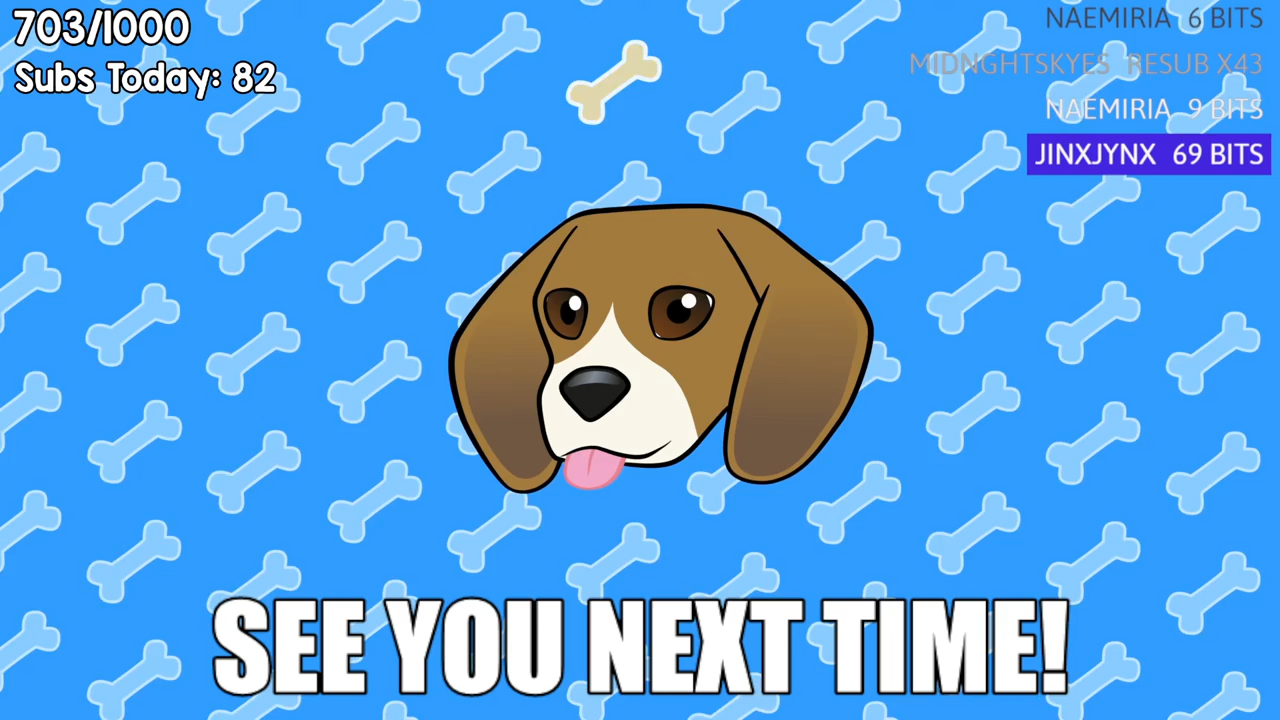 703/1000
Subs Today: 82
NAEMIRIA 6 BITS
MIDNGHTSKYES RESUB X43
NAEMIRIA 9 BITS
JINXJYNX 69 BITS
SEE YOU NEXT TIME!